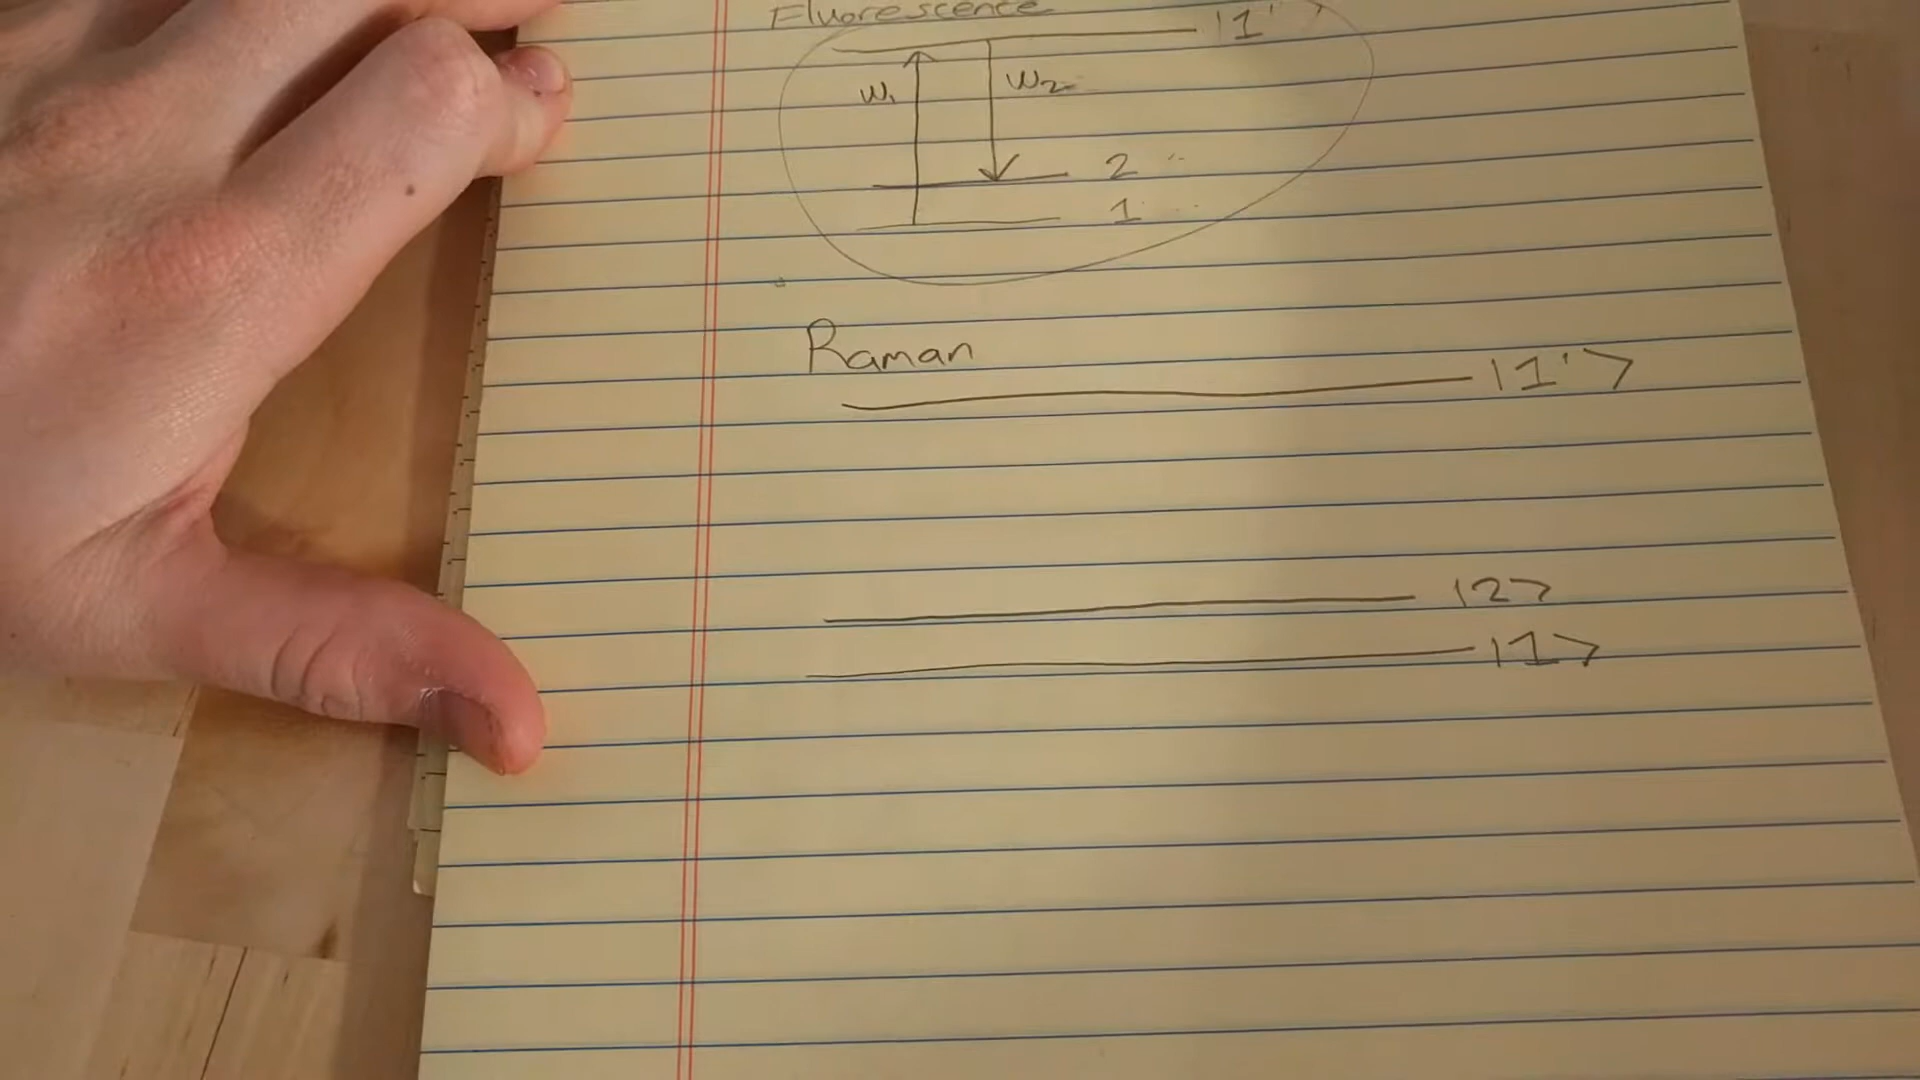 Fluorescence
|1'
w₁
w₂
2
1
Raman
|1'>
|2>
|1>